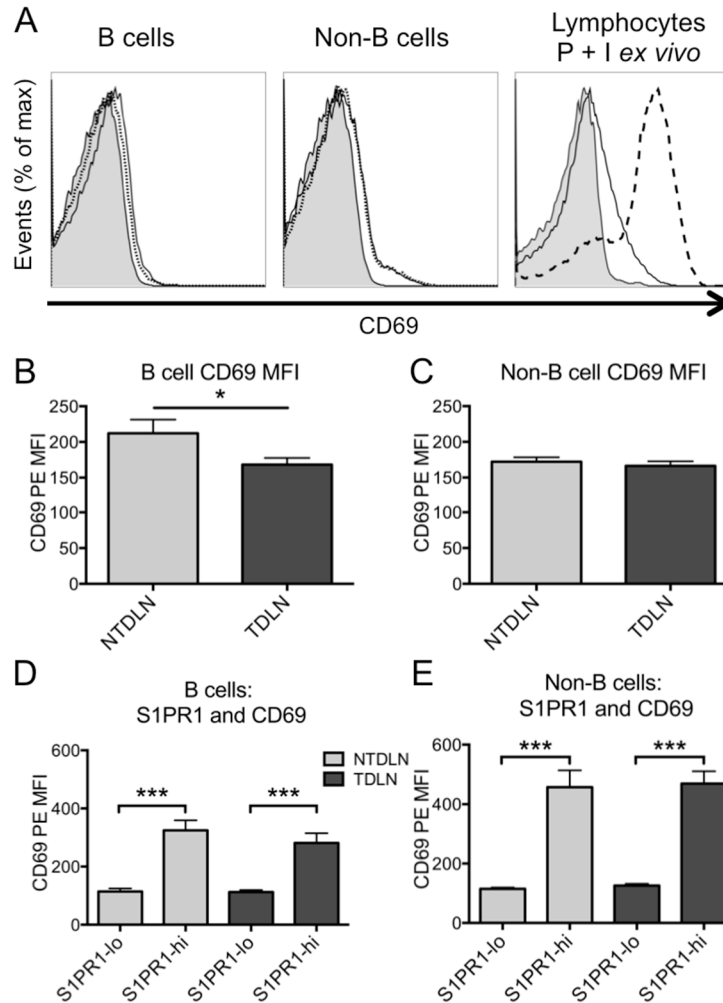 A
B cells
Non-B cells
Lymphocytes
P + I ex vivo
Events (% of max)
CD69
B
B cell CD69 MFI
*
CD69 PE MFI
250
200
150
100
50
0
NTDLN
TDLN
C
Non-B cell CD69 MFI
CD69 PE MFI
250
200
150
100
50
0
NTDLN
TDLN
D
B cells:
S1PR1 and CD69
NTDLN
TDLN
***
***
CD69 PE MFI
600
400
200
0
S1PR1-lo
S1PR1-hi
S1PR1-lo
S1PR1-hi
E
Non-B cells:
S1PR1 and CD69
***
***
CD69 PE MFI
600
400
200
0
S1PR1-lo
S1PR1-hi
S1PR1-lo
S1PR1-hi